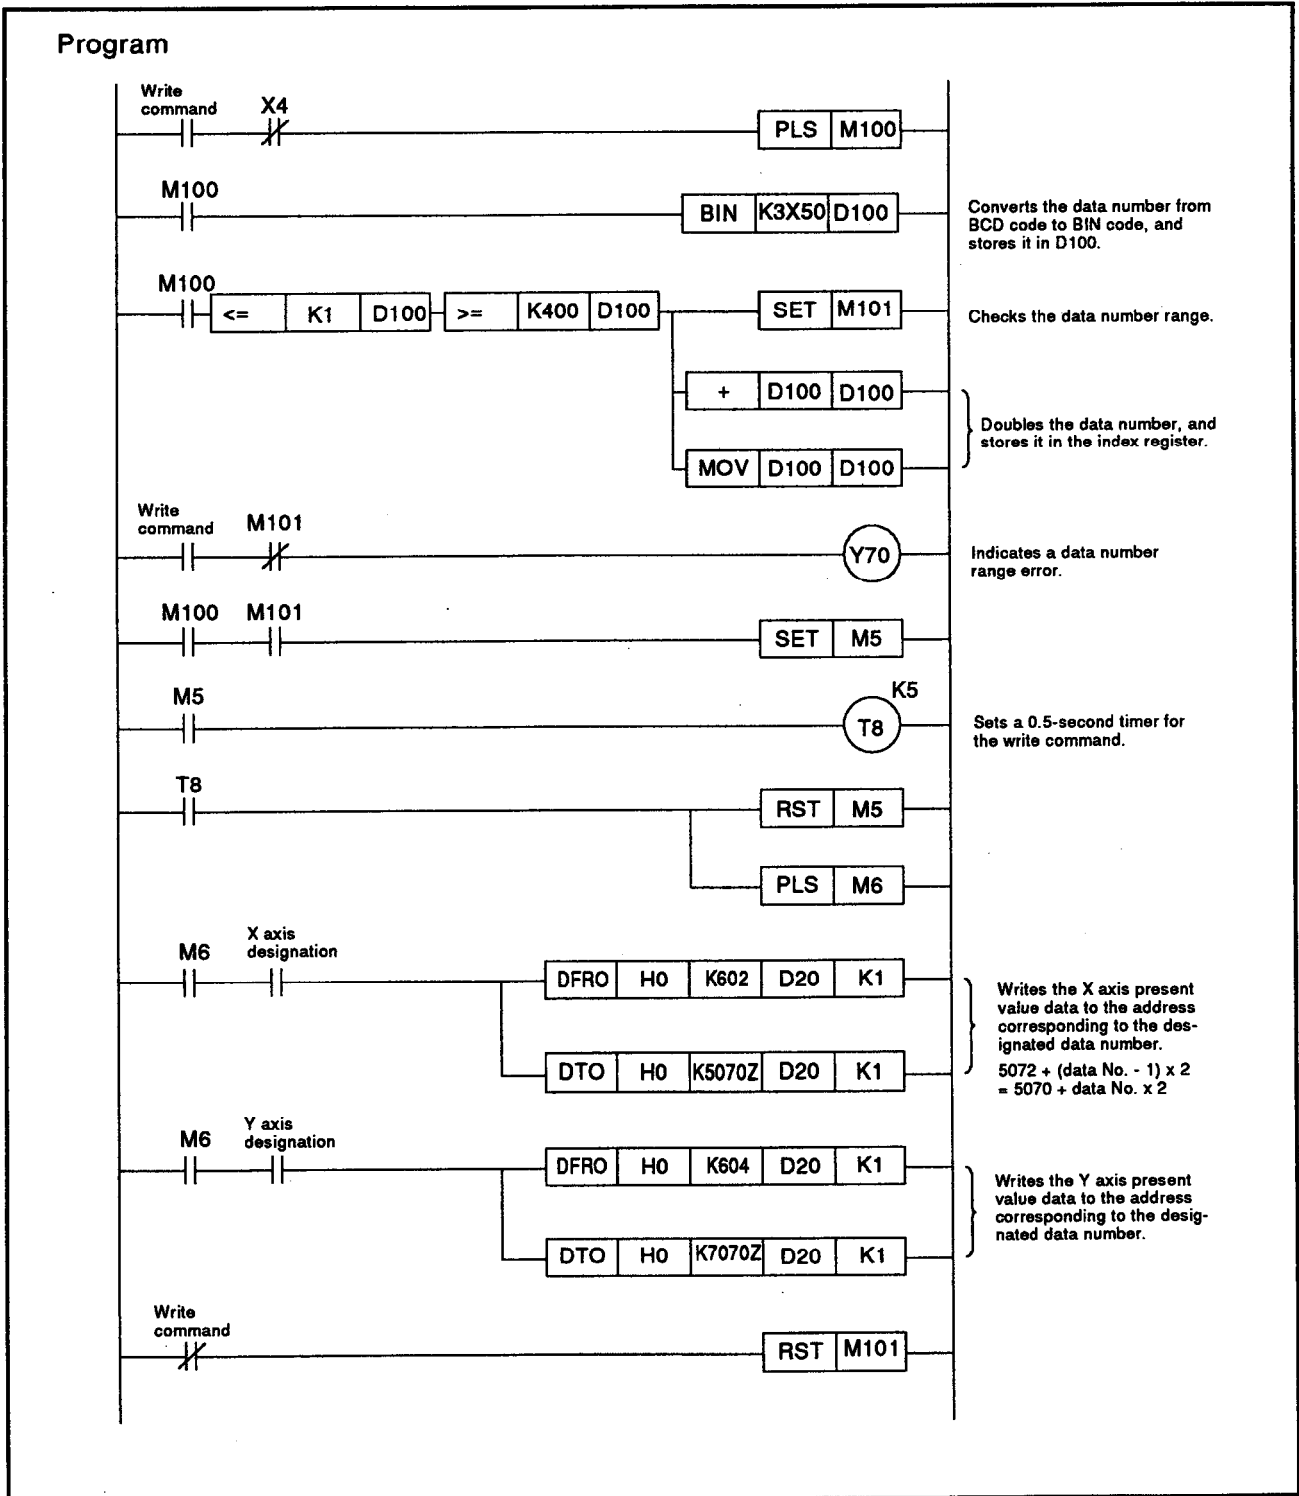 Program
Write
command
X4
PLS M100
M100
BIN K3X50 D100
Converts the data number from
BCD code to BIN code, and
stores it in D100.
M100
<= K1 D100 >= K400 D100
SET M101
Checks the data number range.
+ D100 D100
MOV D100 D100
Doubles the data number, and
stores it in the index register.
Write
command
M101
Y70
Indicates a data number
range error.
M100 M101
SET M5
M5
K5
T8
Sets a 0.5-second timer for
the write command.
T8
RST M5
PLS M6
M6
X axis
designation
DFRO H0 K602 D20 K1
DTO H0 K5070Z D20 K1
Writes the X axis present
value data to the address
corresponding to the des-
ignated data number.
5072 + (data No. - 1) x 2
= 5070 + data No. x 2
M6
Y axis
designation
DFRO H0 K604 D20 K1
DTO H0 K7070Z D20 K1
Writes the Y axis present
value data to the address
corresponding to the desig-
nated data number.
Write
command
RST M101